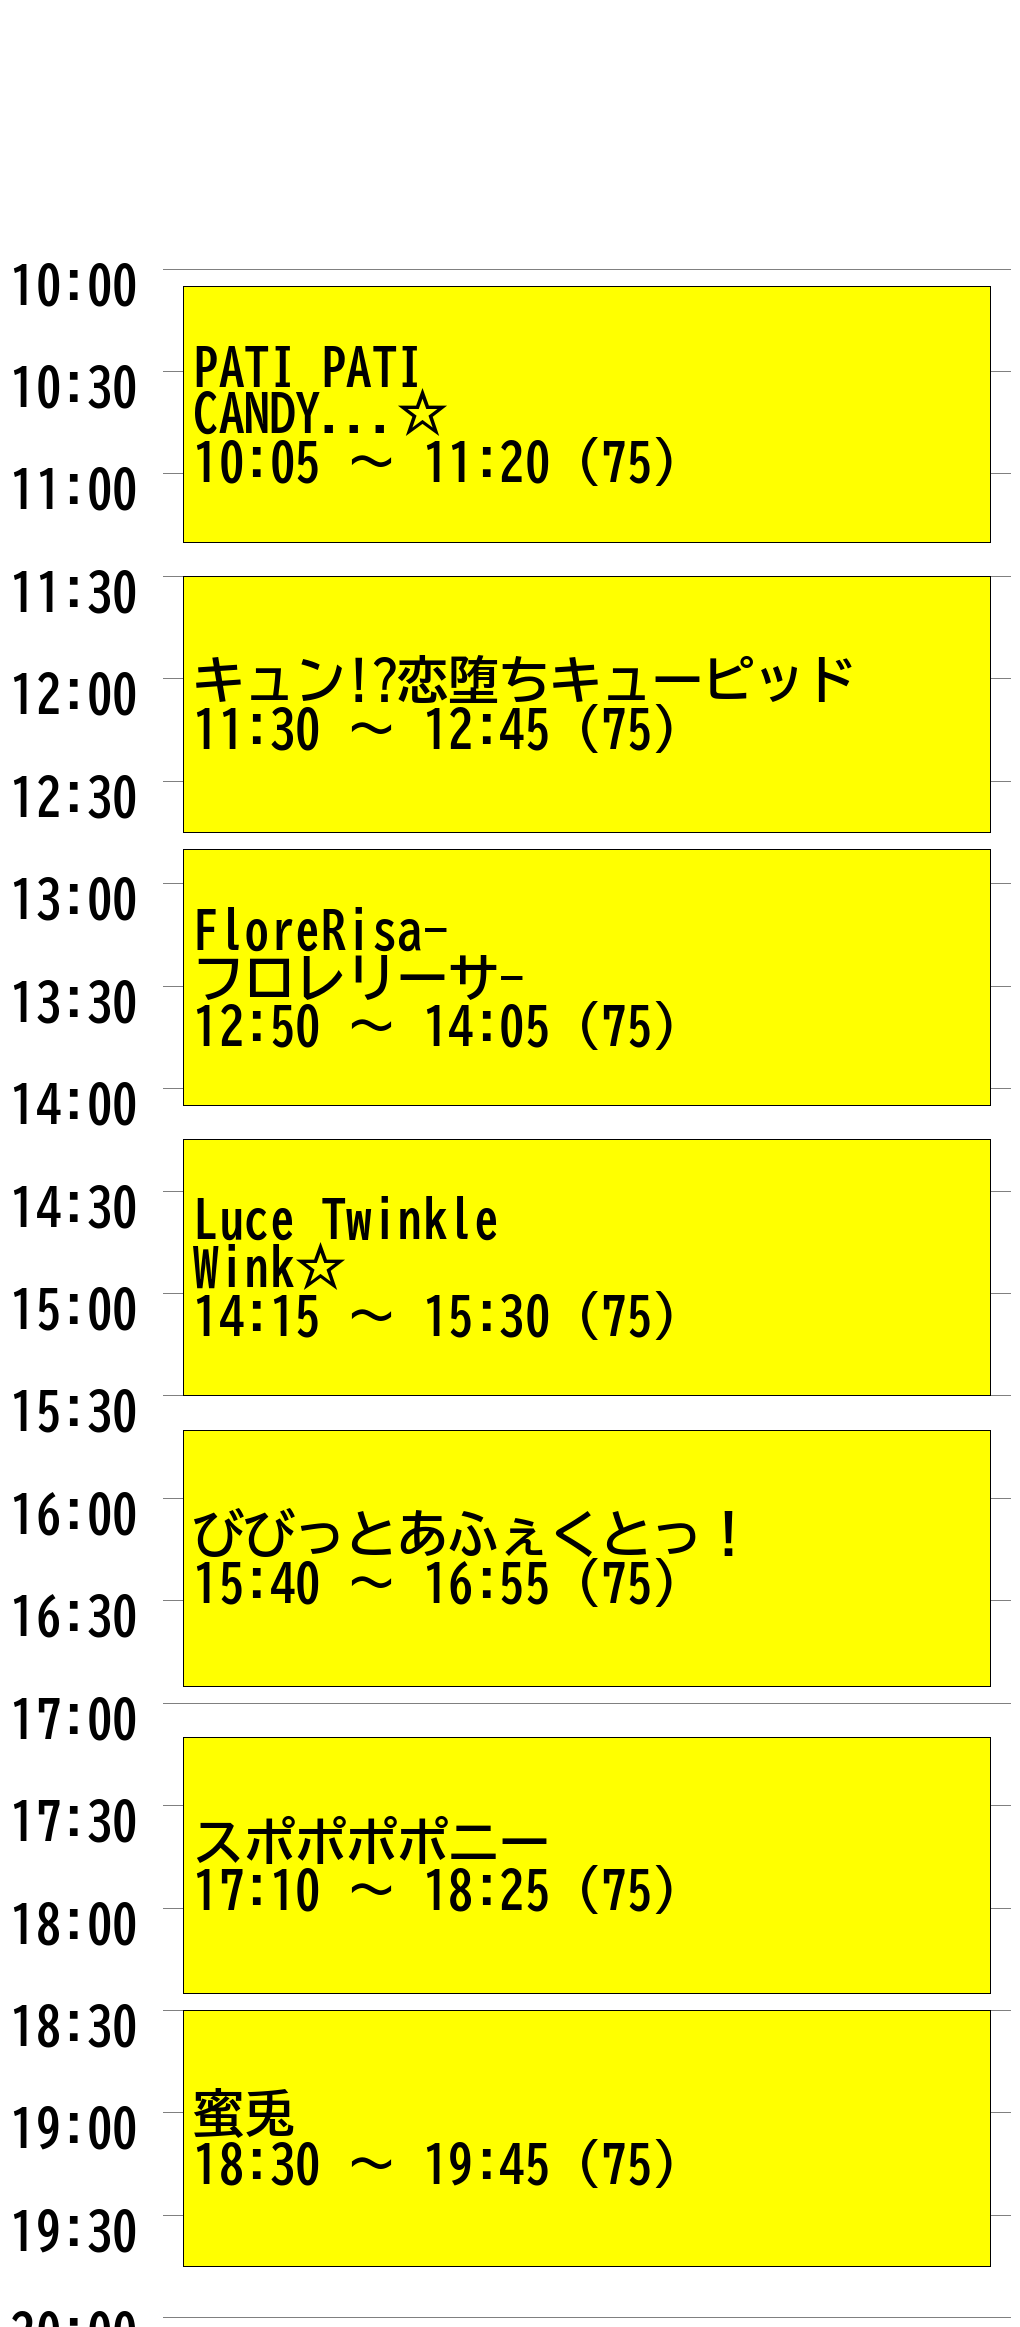 10:00
PATI PATI
10:30
CANDY...☆
10:05 ～ 11:20 (75)
11:00
11:30
キュン!?恋堕ちキューピッド
12:00
11:30 ～ 12:45 (75)
12:30
13:00
FloreRisa-
フロレリーサ-
13:30
12:50 ～ 14:05 (75)
14:00
14:30
Luce Twinkle
Wink☆
15:00
14:15 ～ 15:30 (75)
15:30
16:00
びびっとあふぇくとっ！
15:40 ～ 16:55 (75)
16:30
17:00
17:30
スポポポポニー
17:10 ～ 18:25 (75)
18:00
18:30
19:00
蜜兎
18:30 ～ 19:45 (75)
19:30
20:00